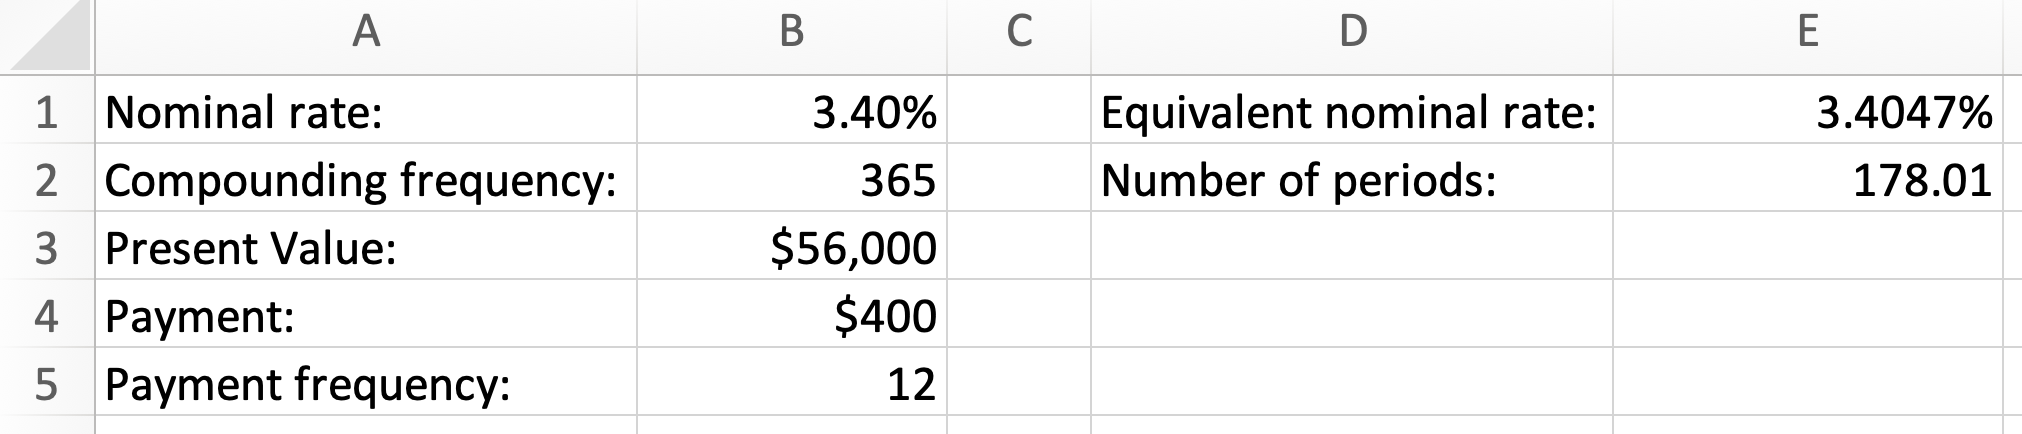 A B C D E
1 Nominal rate: 3.40% Equivalent nominal rate: 3.4047%
2 Compounding frequency: 365 Number of periods: 178.01
3 Present Value: $56,000
4 Payment: $400
5 Payment frequency: 12